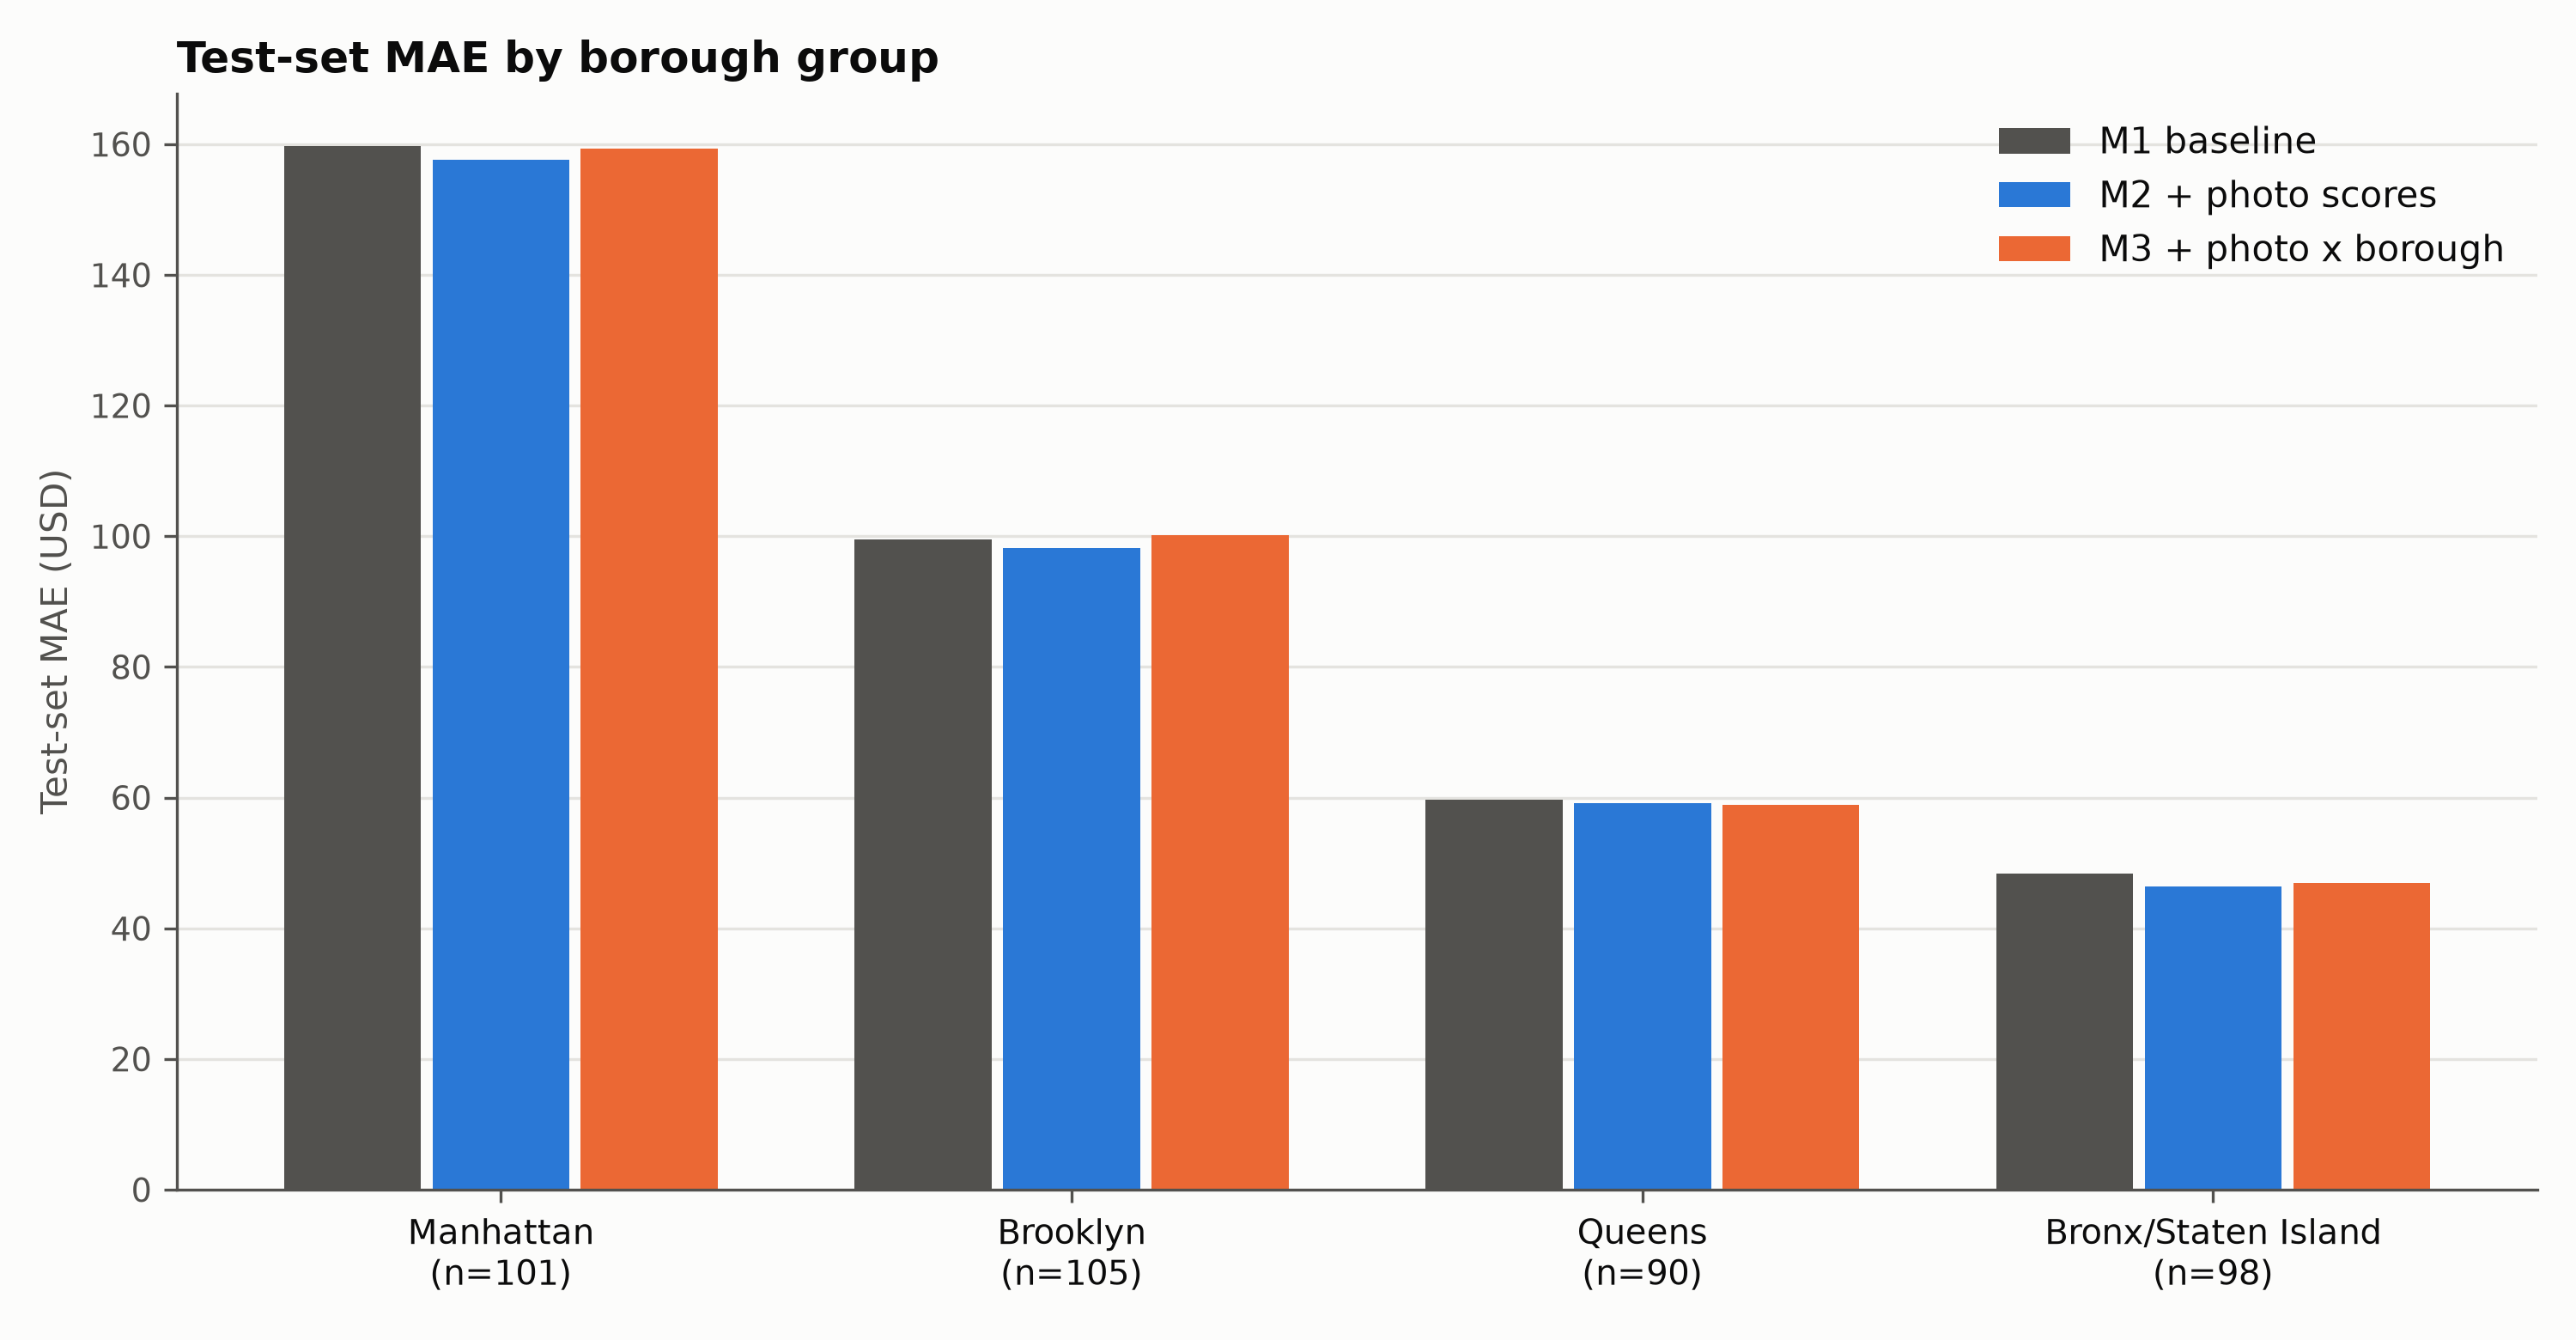 Test-set MAE by borough group
M1 baseline
M2 + photo scores
M3 + photo x borough
Test-set MAE (USD)
160
140
120
100
80
60
40
20
0
Manhattan
(n=101)
Brooklyn
(n=105)
Queens
(n=90)
Bronx/Staten Island
(n=98)